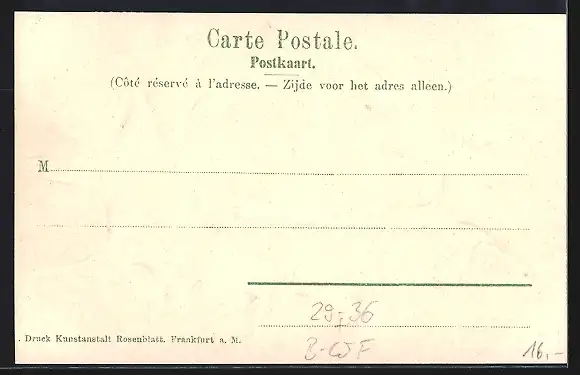 Carte Postale.
Postkaart.
(Côté réservé à l'adresse. — Zijde voor het adres alleen.)
M
29-36
. Druck Kunstanstalt Rosenblatt. Frankfurt a. M.
16,-